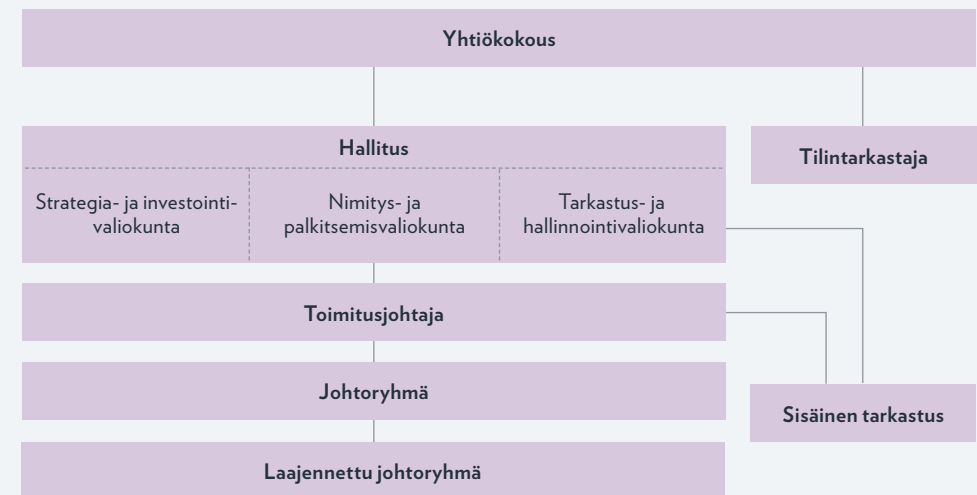 Yhtiökokous
Hallitus
Tilintarkastaja
Strategia- ja investointi-
valiokunta
Nimitys- ja
palkitsemisvaliokunta
Tarkastus- ja
hallinnointivaliokunta
Toimitusjohtaja
Johtoryhmä
Sisäinen tarkastus
Laajennettu johtoryhmä